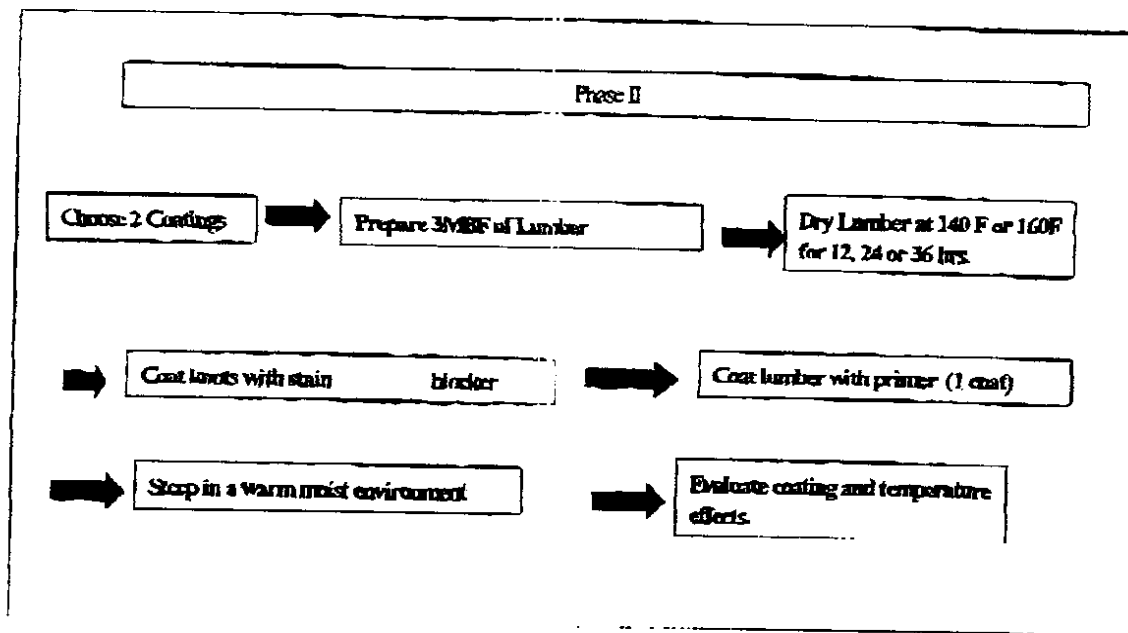 Phase II
Choose 2 Coatings
Prepare 3MBF of Lumber
Dry Lumber at 140 F or 160F
for 12, 24 or 36 hrs.
Coat knots with stain blocker
Coat lumber with primer (1 coat)
Steep in a warm moist environment
Evaluate coating and temperature
effects.